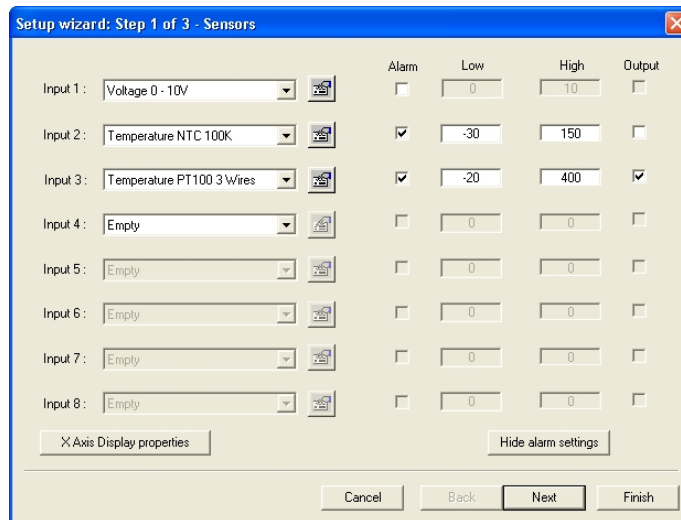 Setup wizard: Step 1 of 3 - Sensors
Alarm Low High Output
Input 1 : Voltage 0 - 10V 0 10
Input 2 : Temperature NTC 100K -30 150
Input 3 : Temperature PT100 3 Wires -20 400
Input 4 : Empty 0 0
Input 5 : Empty 0 0
Input 6 : Empty 0 0
Input 7 : Empty 0 0
Input 8 : Empty 0 0
X Axis Display properties Hide alarm settings
Cancel Back Next Finish